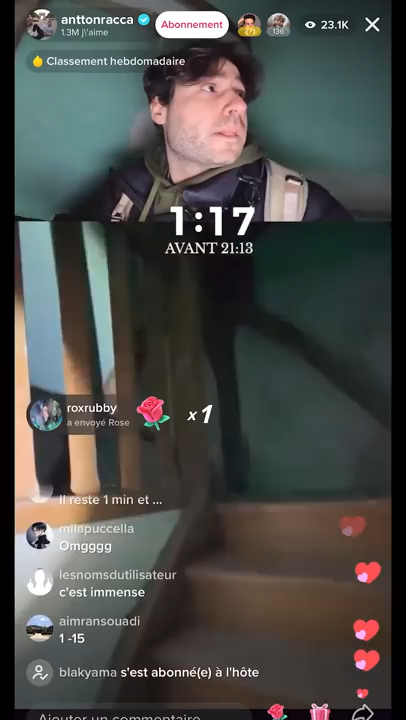 anttonracca
1.3M j\'aime
Abonnement
271
136
23.1K
Classement hebdomadaire
1:17
AVANT 21:13
roxrubby
a envoyé Rose
x 1
Il reste 1 min et ...
milapuccella
Omgggg
lesnomsdutilisateur
c'est immense
aimransouadi
1 -15
blakyama s'est abonné(e) à l'hôte
Ajouter un commentaire